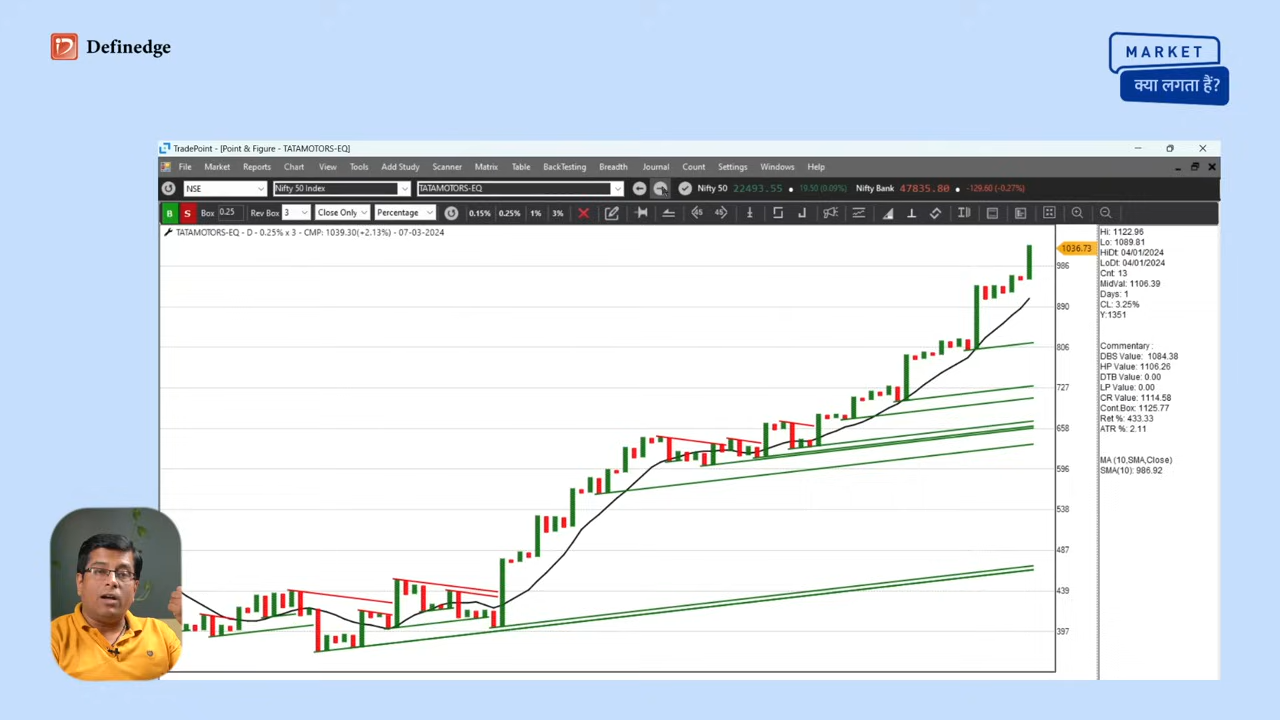 Definedge
MARKET
क्या लगता हैं?
TradePoint - [Point & Figure - TATAMOTORS-EQ]
File Market Reports Chart View Tools Add Study Scanner Matrix Table BackTesting Breadth Journal Count Settings Windows Help
NSE Nifty 50 Index TATAMOTORS-EQ Nifty 50 22493.55 19.50 (0.09%) Nifty Bank 47835.80 -129.60 (-0.27%)
B S Box 0.25 Rev Box 3 Close Only Percentage 0.15% 0.25% 1% 3%
TATAMOTORS-EQ - D - 0.25% x 3 - CMP: 1039.30(+2.13%) - 07-03-2024
1036.73
986
890
806
727
658
596
538
487
439
397
Hi: 1122.96
Lo: 1089.81
HiDt: 04/01/2024
LoDt: 04/01/2024
Cnt: 13
MidVal: 1106.39
Days: 1
CL: 3.25%
Y:1351
Commentary :
DBS Value: 1084.38
HP Value: 1106.26
DTB Value: 0.00
LP Value: 0.00
CR Value: 1114.58
Cont.Box: 1125.77
Ret %: 433.33
ATR %: 2.11
MA (10,SMA,Close)
SMA(10): 986.92